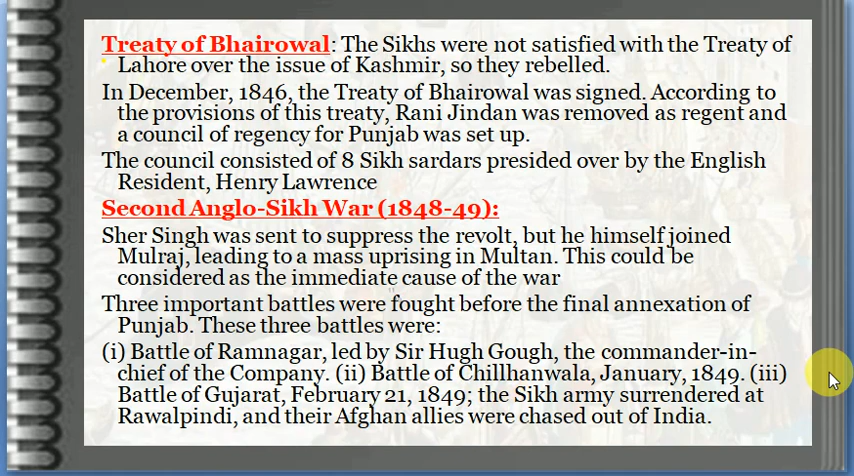 Treaty of Bhairowal: The Sikhs were not satisfied with the Treaty of
Lahore over the issue of Kashmir, so they rebelled.
In December, 1846, the Treaty of Bhairowal was signed. According to
the provisions of this treaty, Rani Jindan was removed as regent and
a council of regency for Punjab was set up.
The council consisted of 8 Sikh sardars presided over by the English
Resident, Henry Lawrence
Second Anglo-Sikh War (1848-49):
Sher Singh was sent to suppress the revolt, but he himself joined
Mulraj, leading to a mass uprising in Multan. This could be
considered as the immediate cause of the war
Three important battles were fought before the final annexation of
Punjab. These three battles were:
(i) Battle of Ramnagar, led by Sir Hugh Gough, the commander-in-
chief of the Company. (ii) Battle of Chillhanwala, January, 1849. (iii)
Battle of Gujarat, February 21, 1849; the Sikh army surrendered at
Rawalpindi, and their Afghan allies were chased out of India.